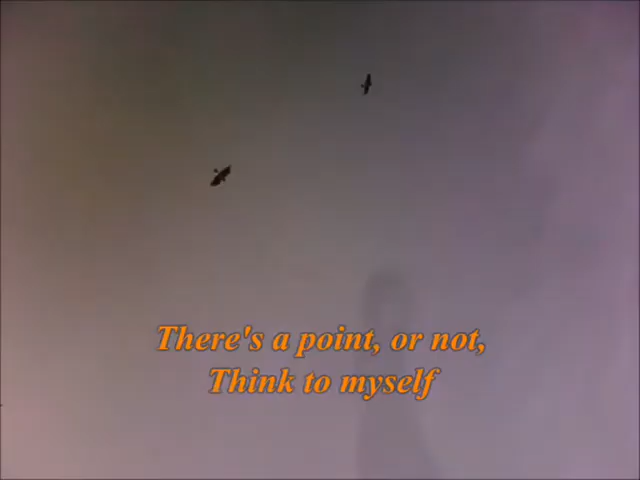 There's a point, or not,
Think to myself